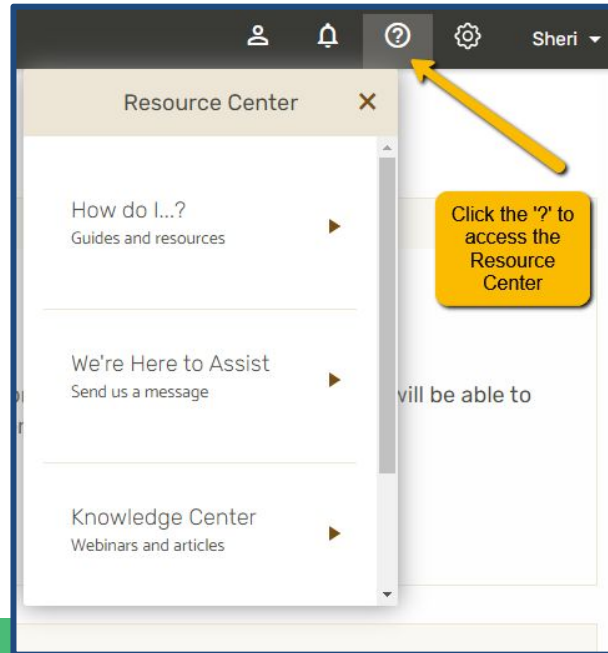 Sheri
Resource Center
How do I...?
Guides and resources
Click the '?' to
access the
Resource
Center
We're Here to Assist
Send us a message
will be able to
Knowledge Center
Webinars and articles